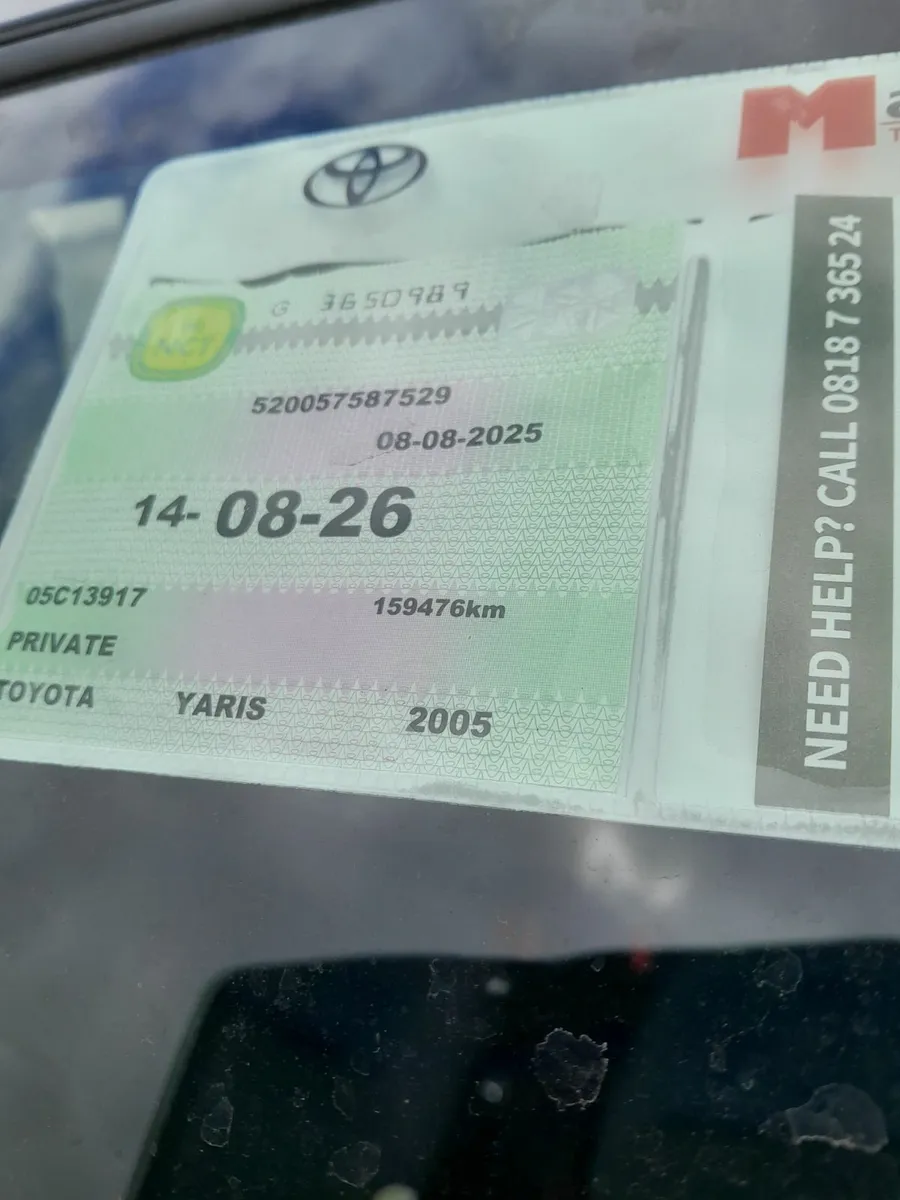 M
G 3650989
NCT
520057587529
08-08-2025
14-08-26
05C13917
159476km
PRIVATE
TOYOTA YARIS 2005
NEED HELP? CALL 0818 7 365 24